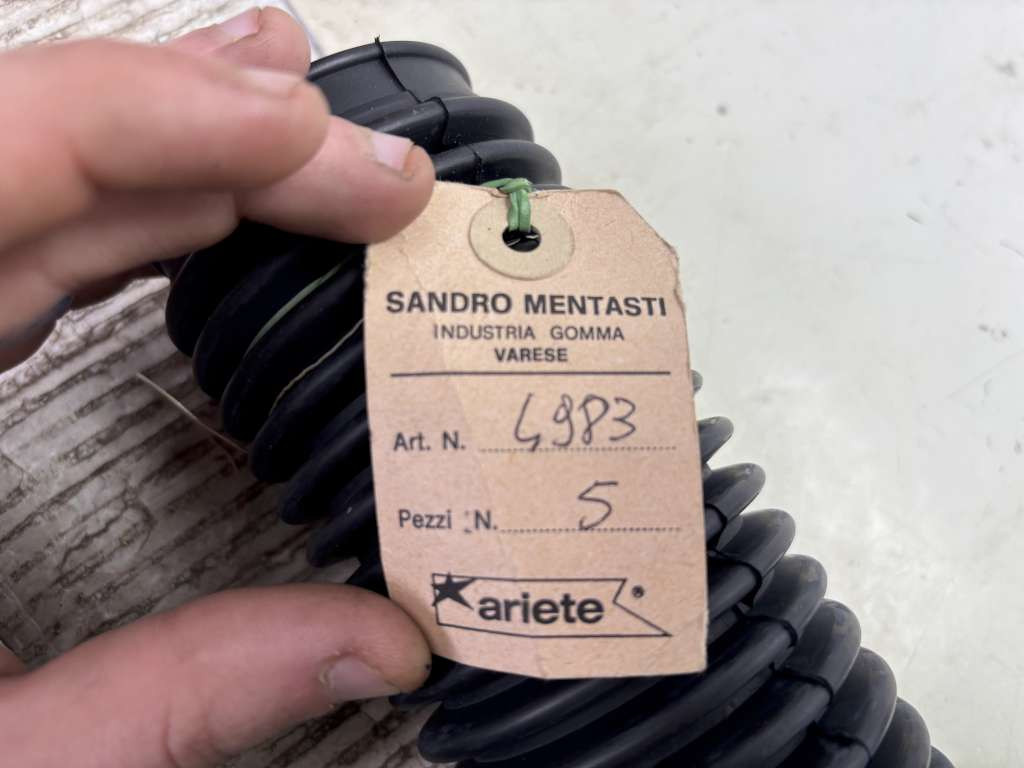 SANDRO MENTASTI
INDUSTRIA GOMMA
VARESE
Art. N. 4983
Pezzi N. 5
ariete ®